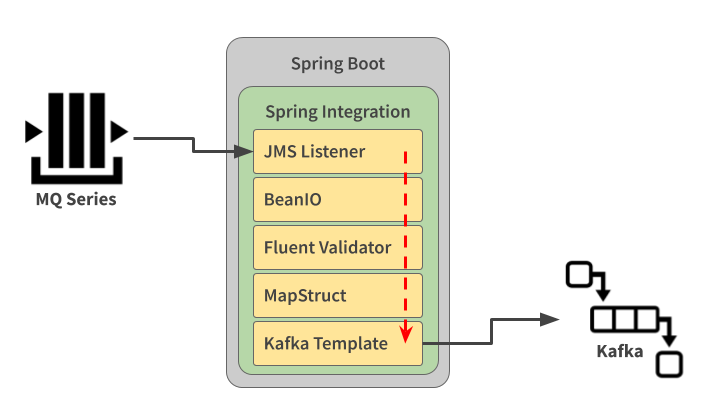 Spring Boot
Spring Integration
JMS Listener
BeanIO
Fluent Validator
MapStruct
Kafka Template
MQ Series
Kafka